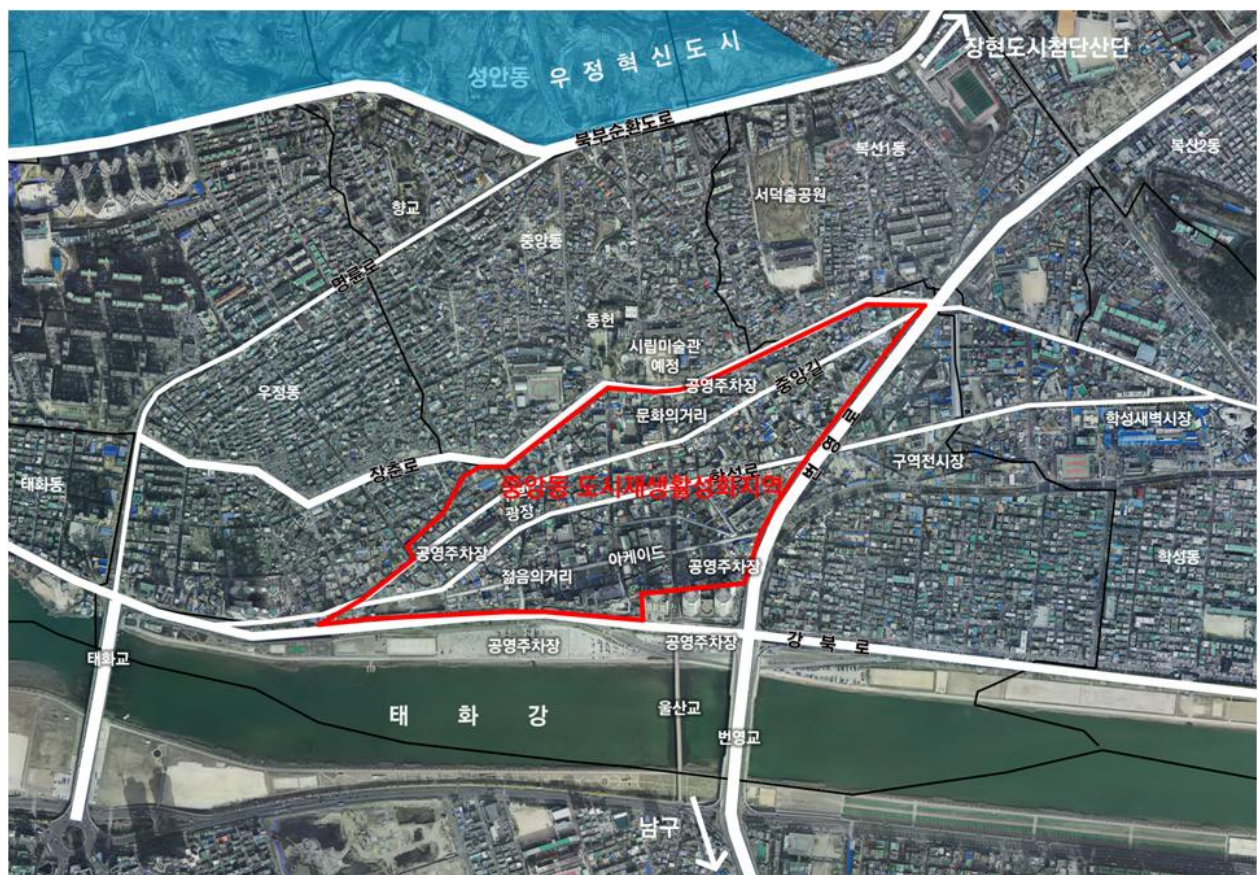 장현도시첨단산단
성안동 우정혁신도시
북부순환도로
복산1동
복산2동
서덕출공원
향교
중앙동
명륜로
동헌
시립미술관
예정
공영주차장
중앙길
문화의거리
우정동
번영로
학성새벽시장
구역전시장
장춘로
학성로
태화동
중앙동 도시재생활성화지역
광장
공영주차장
아케이드
공영주차장
학성동
젊음의거리
공영주차장
공영주차장
강북로
태화교
태화강
울산교
번영교
남구